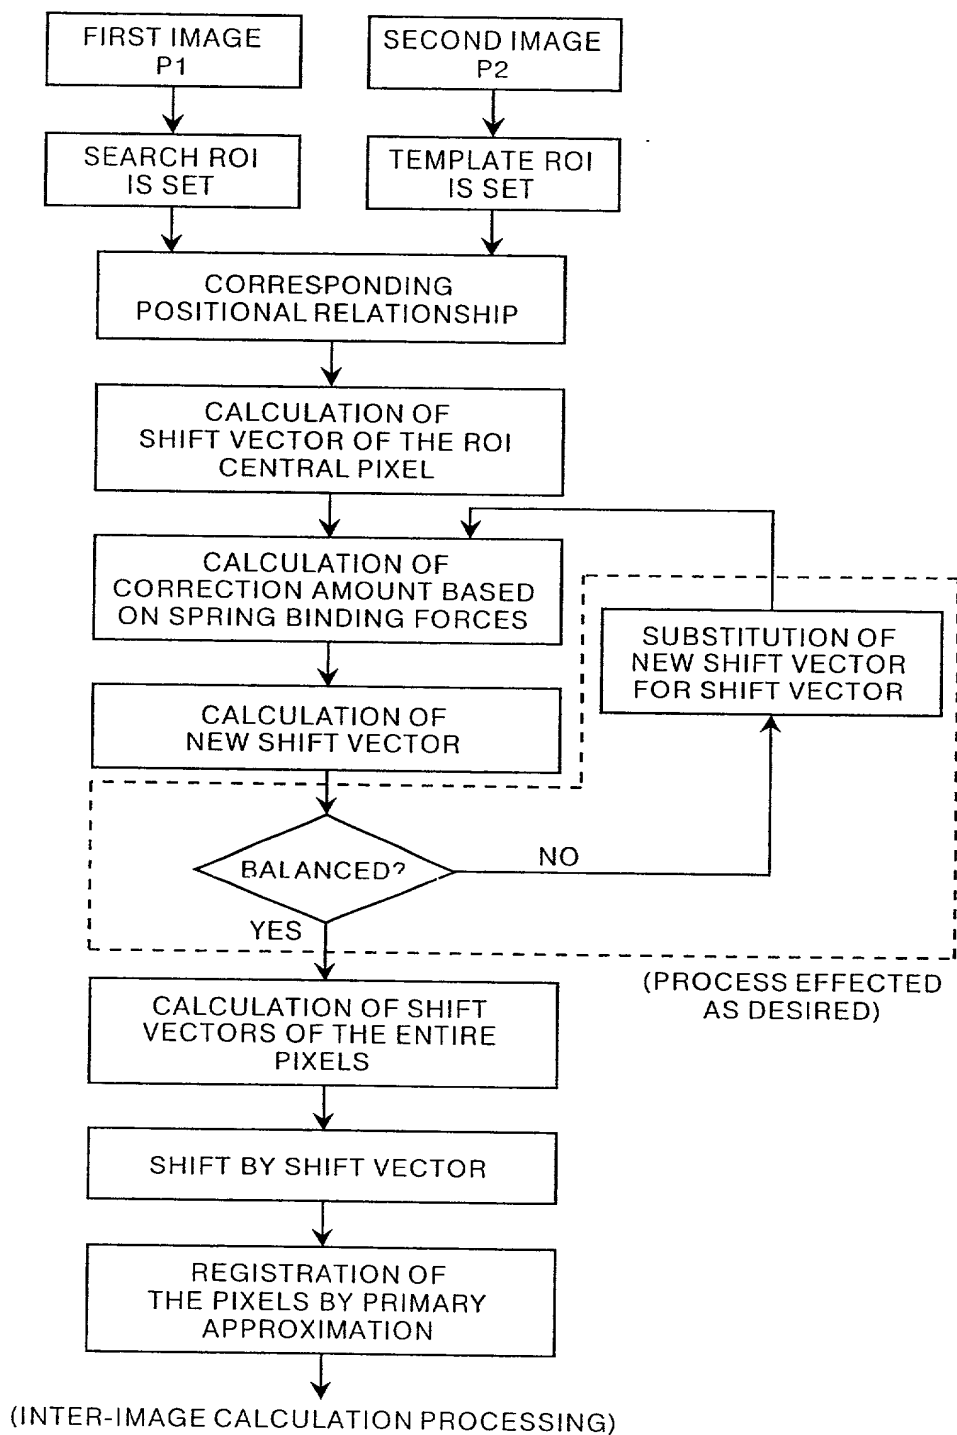 FIRST IMAGE
P1
SECOND IMAGE
P2
SEARCH ROI
IS SET
TEMPLATE ROI
IS SET
CORRESPONDING
POSITIONAL RELATIONSHIP
CALCULATION OF
SHIFT VECTOR OF THE ROI
CENTRAL PIXEL
CALCULATION OF
CORRECTION AMOUNT BASED
ON SPRING BINDING FORCES
SUBSTITUTION OF
NEW SHIFT VECTOR
FOR SHIFT VECTOR
CALCULATION OF
NEW SHIFT VECTOR
BALANCED?
NO
YES
(PROCESS EFFECTED
AS DESIRED)
CALCULATION OF SHIFT
VECTORS OF THE ENTIRE
PIXELS
SHIFT BY SHIFT VECTOR
REGISTRATION OF
THE PIXELS BY PRIMARY
APPROXIMATION
(INTER-IMAGE CALCULATION PROCESSING)